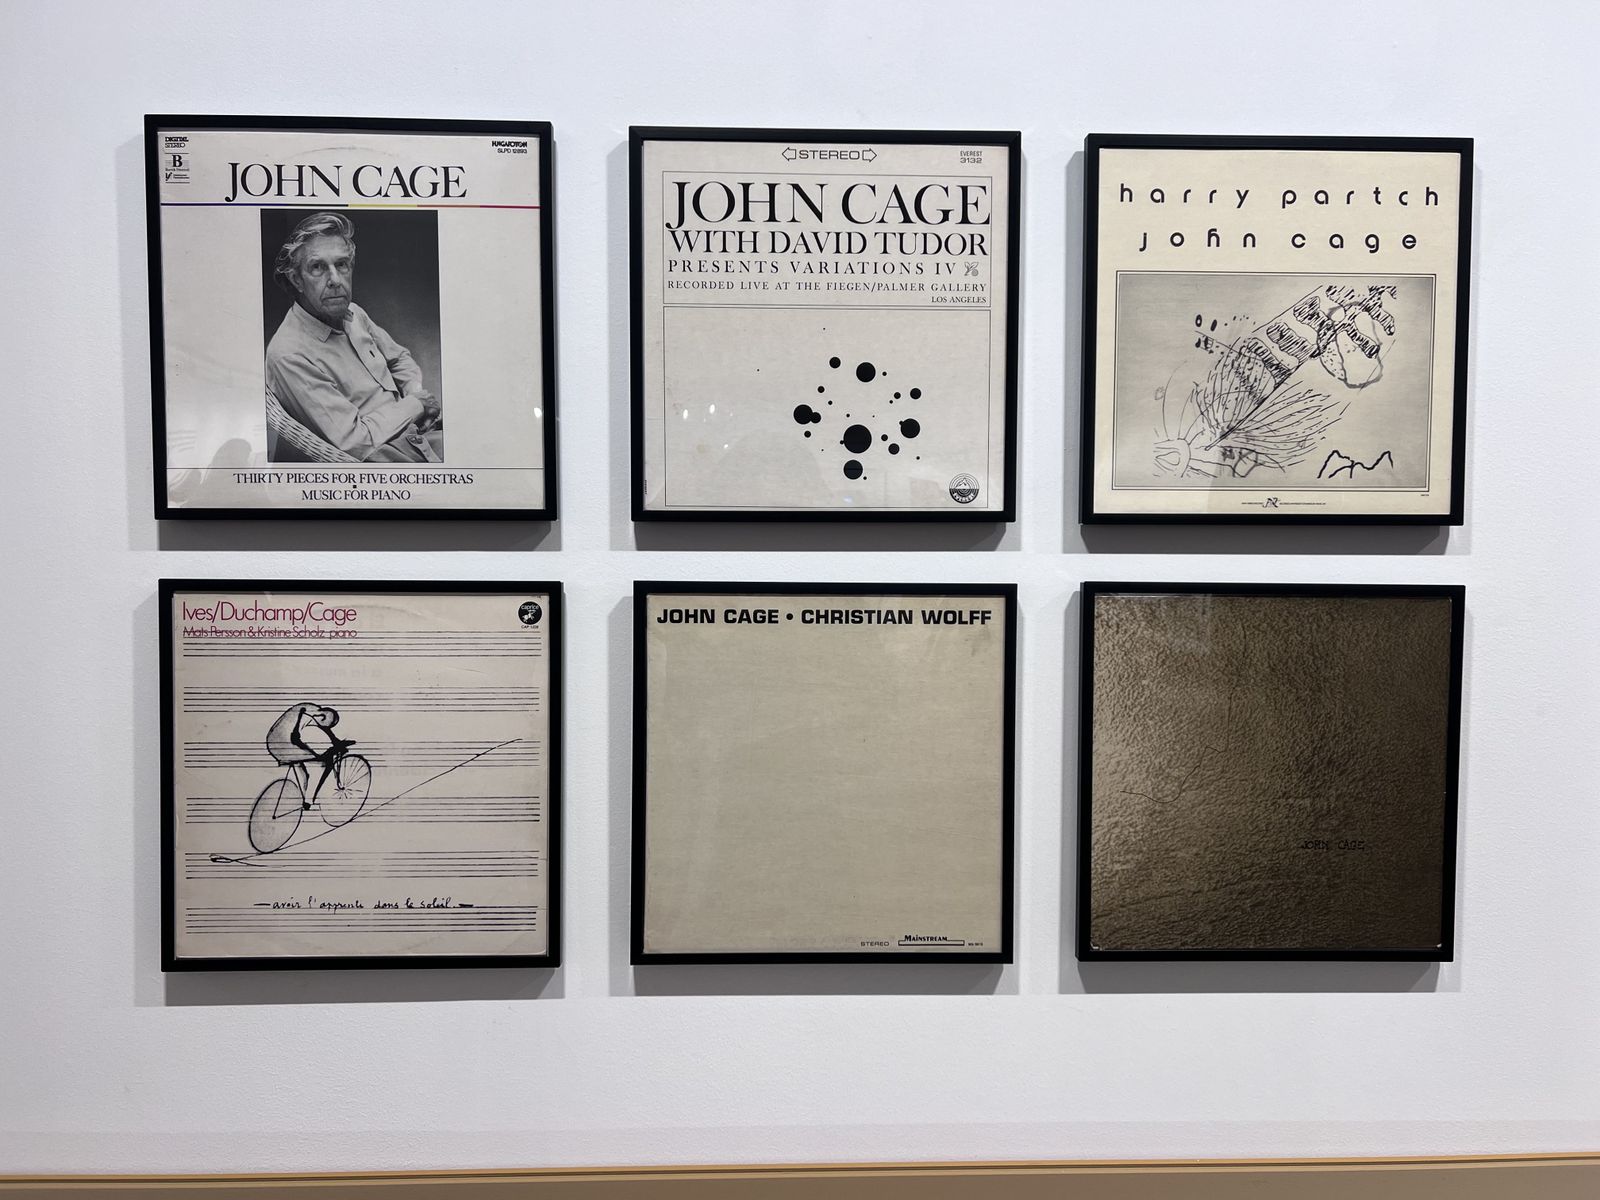 DIGITAL
STEREO
B
HUNGAROTON
SLPD 12893
JOHN CAGE
THIRTY PIECES FOR FIVE ORCHESTRAS
MUSIC FOR PIANO
STEREO
EVEREST
3132
JOHN CAGE
WITH DAVID TUDOR
PRESENTS VARIATIONS IV
RECORDED LIVE AT THE FIEGEN/PALMER GALLERY
LOS ANGELES
harry partch
john cage
Ives/Duchamp/Cage
Mats Persson & Kristine Scholz piano
caprice
— avoir l'apprenti dans le soleil. —
JOHN CAGE • CHRISTIAN WOLFF
STEREO
MAINSTREAM
JOHN CAGE